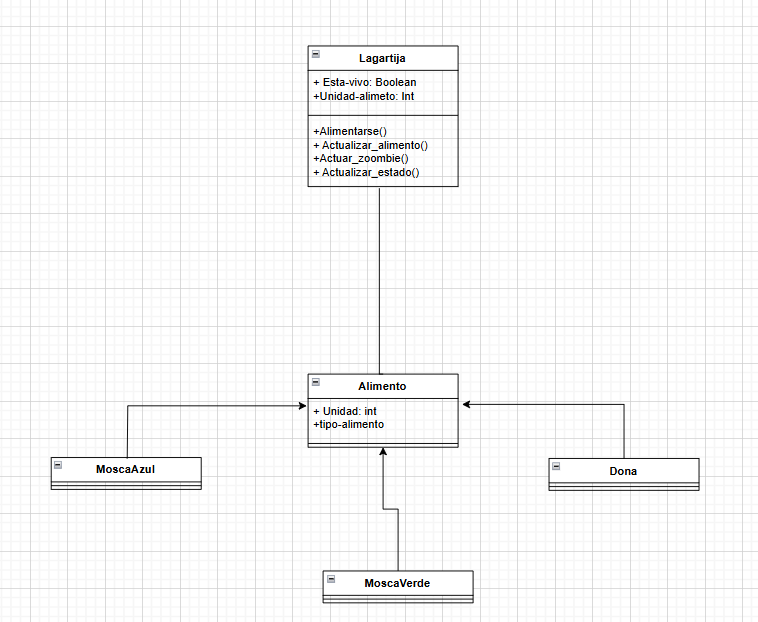 Lagartija
+ Esta-vivo: Boolean
+Unidad-alimeto: Int
+Alimentarse()
+ Actualizar_alimento()
+Actuar_zoombie()
+ Actualizar_estado()
Alimento
+ Unidad: int
+tipo-alimento
MoscaAzul
Dona
MoscaVerde